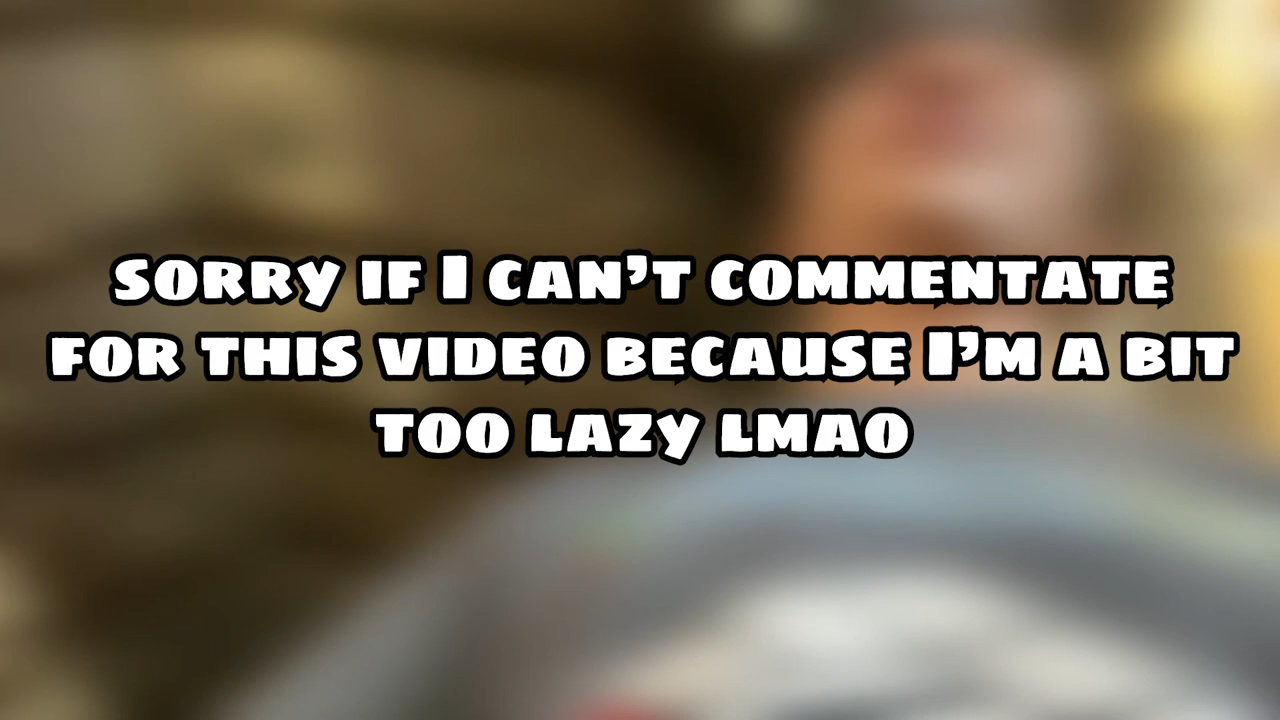 sorry if I can't commentate
for this video because I'm a bit
too lazy lmao